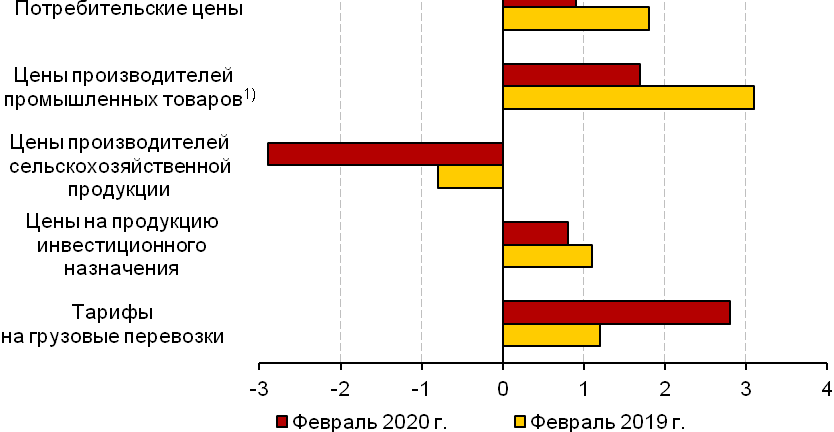 Потребительские цены
Цены производителей
промышленных товаров1)
Цены производителей
сельскохозяйственной
продукции
Цены на продукцию
инвестиционного
назначения
Тарифы
на грузовые перевозки
-3 -2 -1 0 1 2 3 4
Февраль 2020 г. Февраль 2019 г.